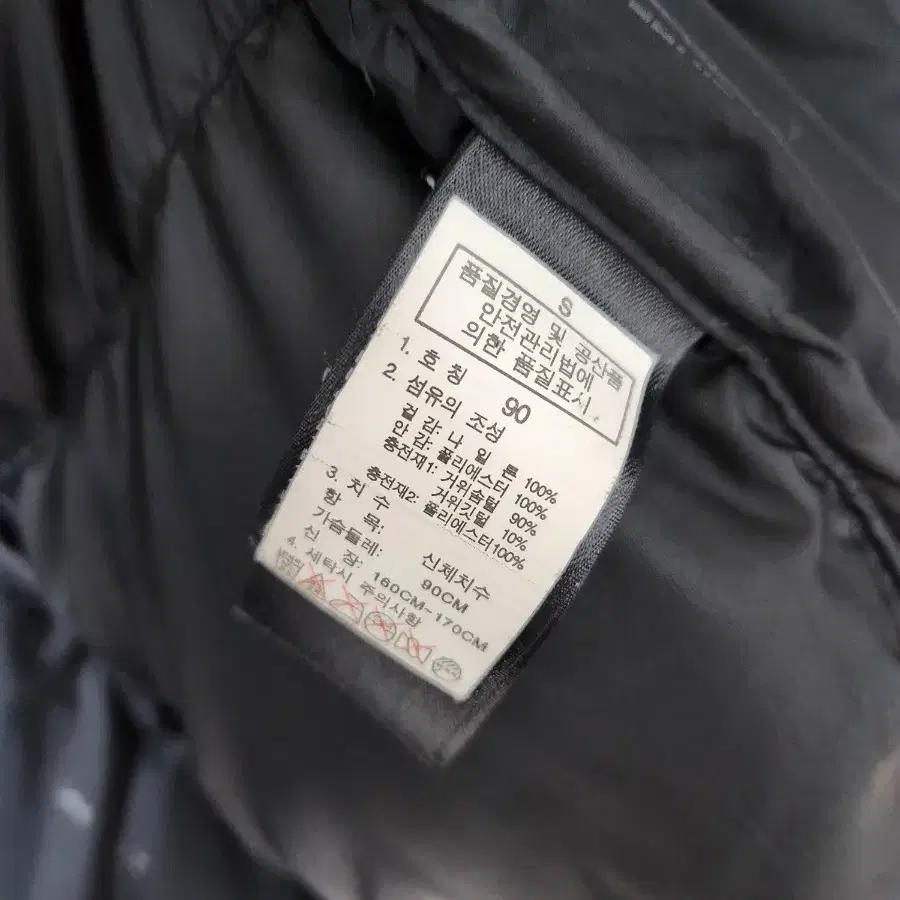 S
품질경영 및 공산품
안전관리법에
의한 품질표시
1. 호 칭 90
2. 섬유의 조성
겉 감: 나 일 론 100%
안 감: 폴리에스터 100%
충전재1: 거위솜털 90%
거위깃털 10%
충전재2: 폴리에스터100%
3. 치 수
항 목: 신체치수
가슴둘레: 90CM
신 장: 160CM~170CM
4. 세탁시 주의사항